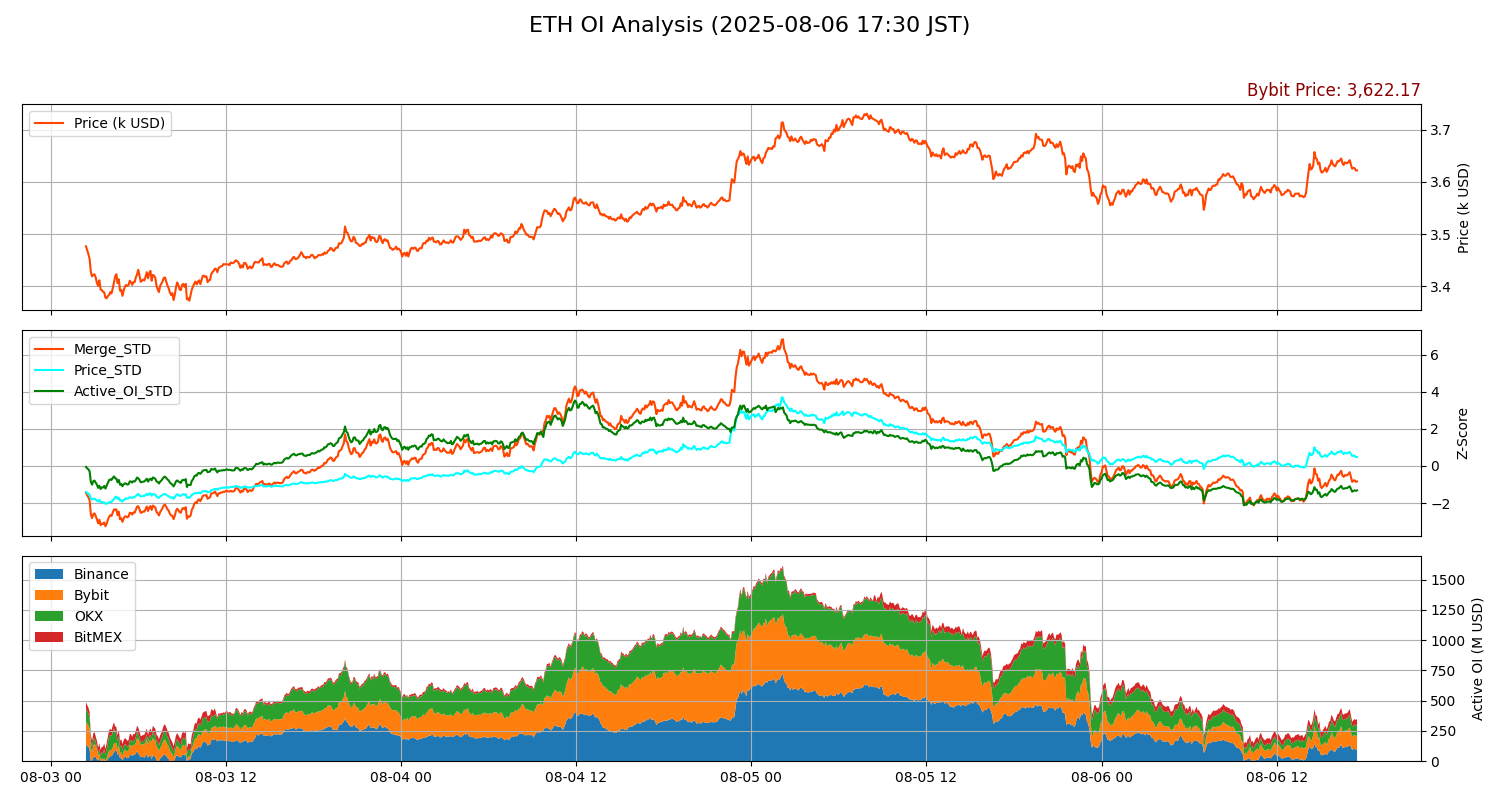 ETH OI Analysis (2025-08-06 17:30 JST)
Bybit Price: 3,622.17
Price (k USD)
3.7
3.6
3.5
3.4
Price (k USD)
Merge_STD
Price_STD
Active_OI_STD
6
4
2
0
−2
Z-Score
Binance
Bybit
OKX
BitMEX
1500
1250
1000
750
500
250
0
Active OI (M USD)
08-03 00
08-03 12
08-04 00
08-04 12
08-05 00
08-05 12
08-06 00
08-06 12